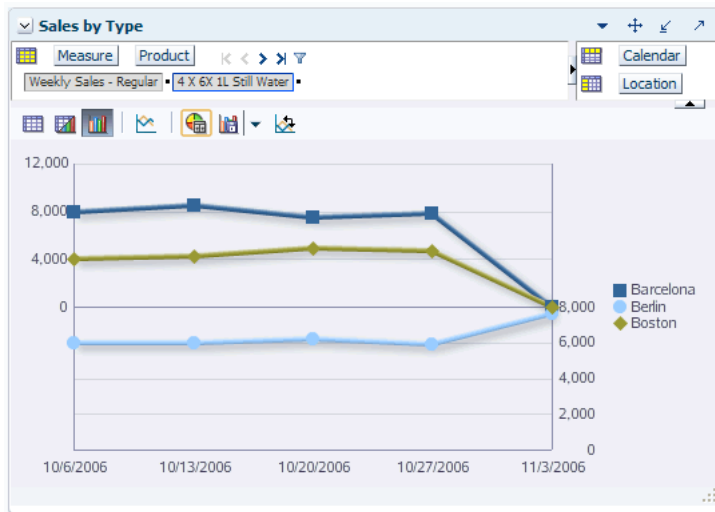 Sales by Type
Measure Product
Calendar
Weekly Sales - Regular 4 X 6X 1L Still Water
Location
12,000
8,000
4,000
0
8,000
6,000
4,000
2,000
0
Barcelona
Berlin
Boston
10/6/2006 10/13/2006 10/20/2006 10/27/2006 11/3/2006